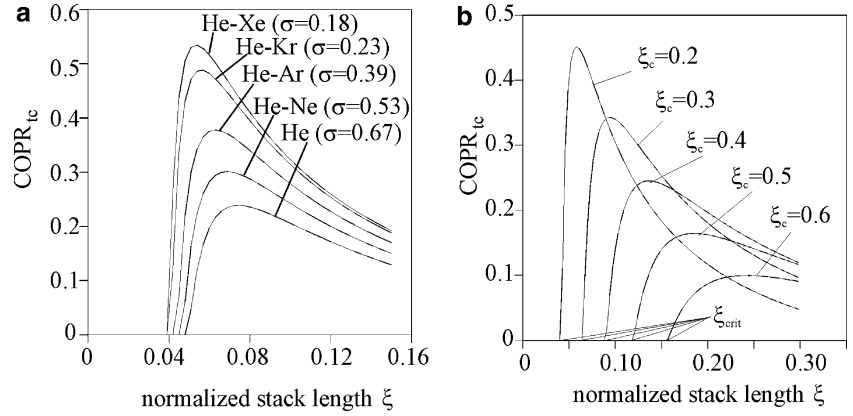 a
0.6
0.5
0.4
0.3
0.2
0.1
0
COPRtc
He-Xe (σ=0.18)
He-Kr (σ=0.23)
He-Ar (σ=0.39)
He-Ne (σ=0.53)
He (σ=0.67)
0 0.04 0.08 0.12 0.16
normalized stack length ξ
b
0.5
0.4
0.3
0.2
0.1
0
COPRtc
ξc=0.2
ξc=0.3
ξc=0.4
ξc=0.5
ξc=0.6
ξcrit
0 0.10 0.20 0.30
normalized stack length ξ